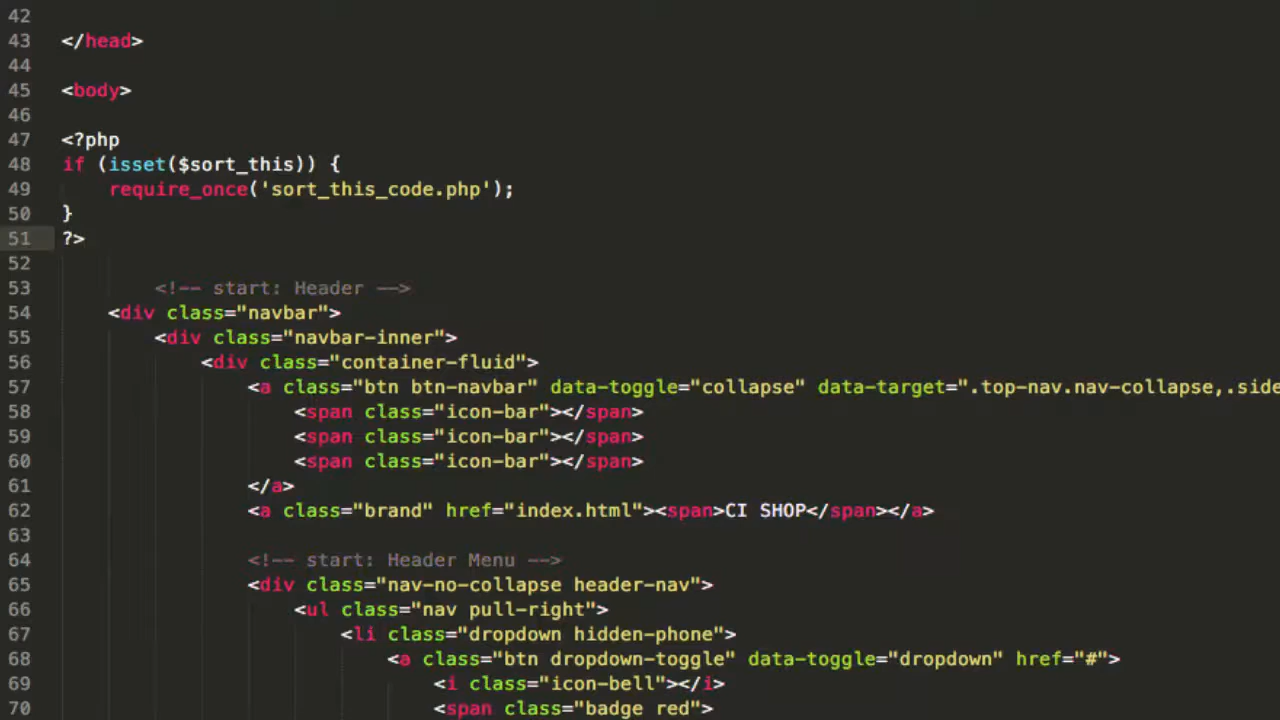 42
43 </head>
44
45 <body>
46
47 <?php
48 if (isset($sort_this)) {
49     require_once('sort_this_code.php');
50 }
51 ?>
52
53         <!-- start: Header -->
54     <div class="navbar">
55         <div class="navbar-inner">
56             <div class="container-fluid">
57                 <a class="btn btn-navbar" data-toggle="collapse" data-target=".top-nav.nav-collapse,.side
58                     <span class="icon-bar"></span>
59                     <span class="icon-bar"></span>
60                     <span class="icon-bar"></span>
61                 </a>
62                 <a class="brand" href="index.html"><span>CI SHOP</span></a>
63
64                 <!-- start: Header Menu -->
65                 <div class="nav-no-collapse header-nav">
66                     <ul class="nav pull-right">
67                         <li class="dropdown hidden-phone">
68                             <a class="btn dropdown-toggle" data-toggle="dropdown" href="#">
69                                 <i class="icon-bell"></i>
70                                 <span class="badge red">